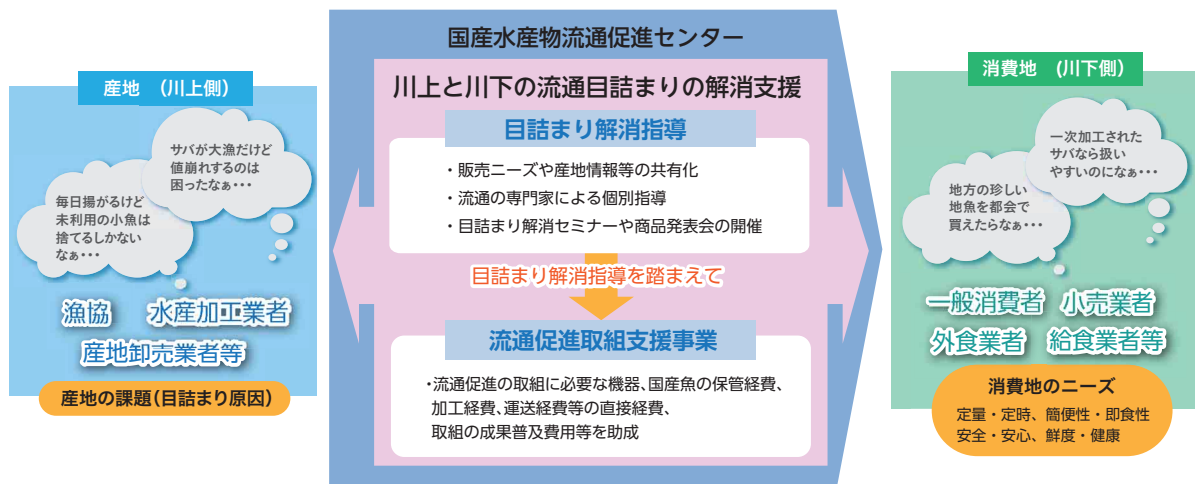 国産水産物流通促進センター
産地 （川上側）
サバが大漁だけど
値崩れするのは
困ったなぁ・・・
毎日揚がるけど
未利用の小魚は
捨てるしかない
なぁ・・・
漁協 水産加工業者
産地卸売業者等
産地の課題（目詰まり原因）
川上と川下の流通目詰まりの解消支援
目詰まり解消指導
・販売ニーズや産地情報等の共有化
・流通の専門家による個別指導
・目詰まり解消セミナーや商品発表会の開催
目詰まり解消指導を踏まえて
流通促進取組支援事業
・流通促進の取組に必要な機器、国産魚の保管経費、
加工経費、運送経費等の直接経費、
取組の成果普及費用等を助成
消費地 （川下側）
一次加工された
サバなら扱い
やすいのになぁ・・・
地方の珍しい
地魚を都会で
買えたらなぁ・・・
一般消費者 小売業者
外食業者 給食業者等
消費地のニーズ
定量・定時、簡便性・即食性
安全・安心、鮮度・健康